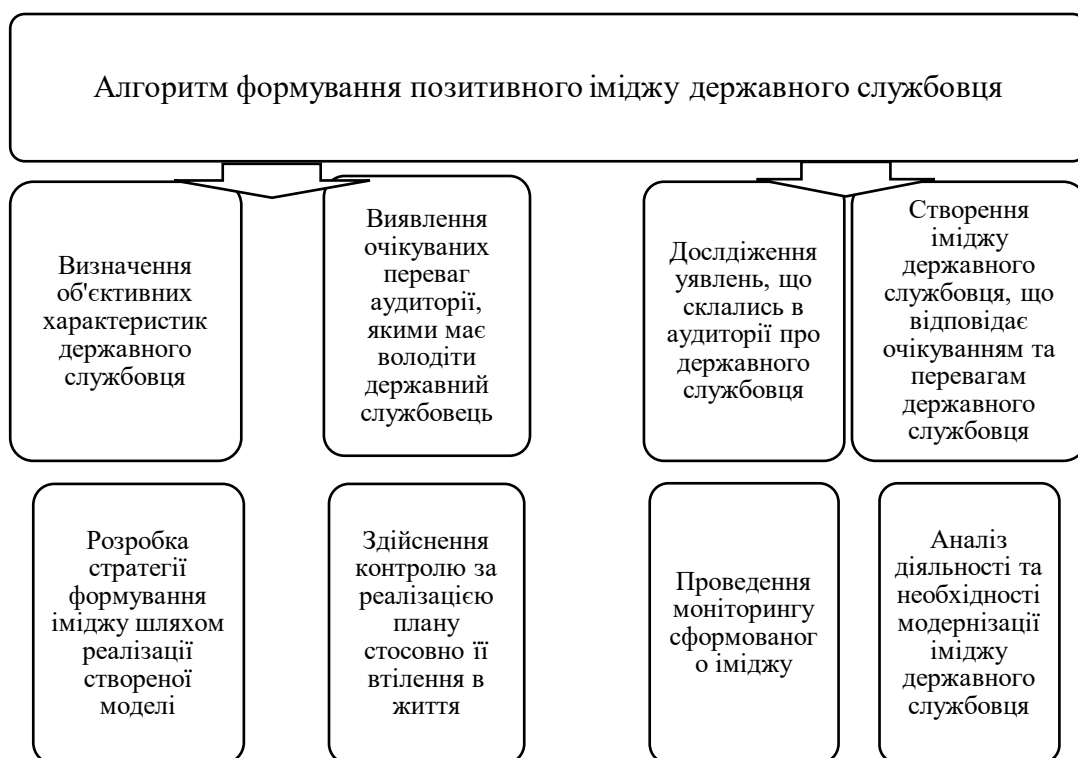 Алгоритм формування позитивного іміджу державного службовця
Визначення
об'єктивних
характеристик
державного
службовця
Виявлення
очікуваних
переваг
аудиторії,
якими має
володіти
державний
службовець
Дослдіження
уявлень, що
склались в
аудиторії про
державного
службовця
Створення
іміджу
державного
службовця, що
відповідає
очікуванням та
перевагам
державного
службовця
Розробка
стратегії
формування
іміджу шляхом
реалізації
створеної
моделі
Здійснення
контролю за
реалізацією
плану
стосовно її
втілення в
життя
Проведення
моніторингу
сформованог
о іміджу
Аналіз
діяльності та
необхідності
модернізації
іміджу
державного
службовця